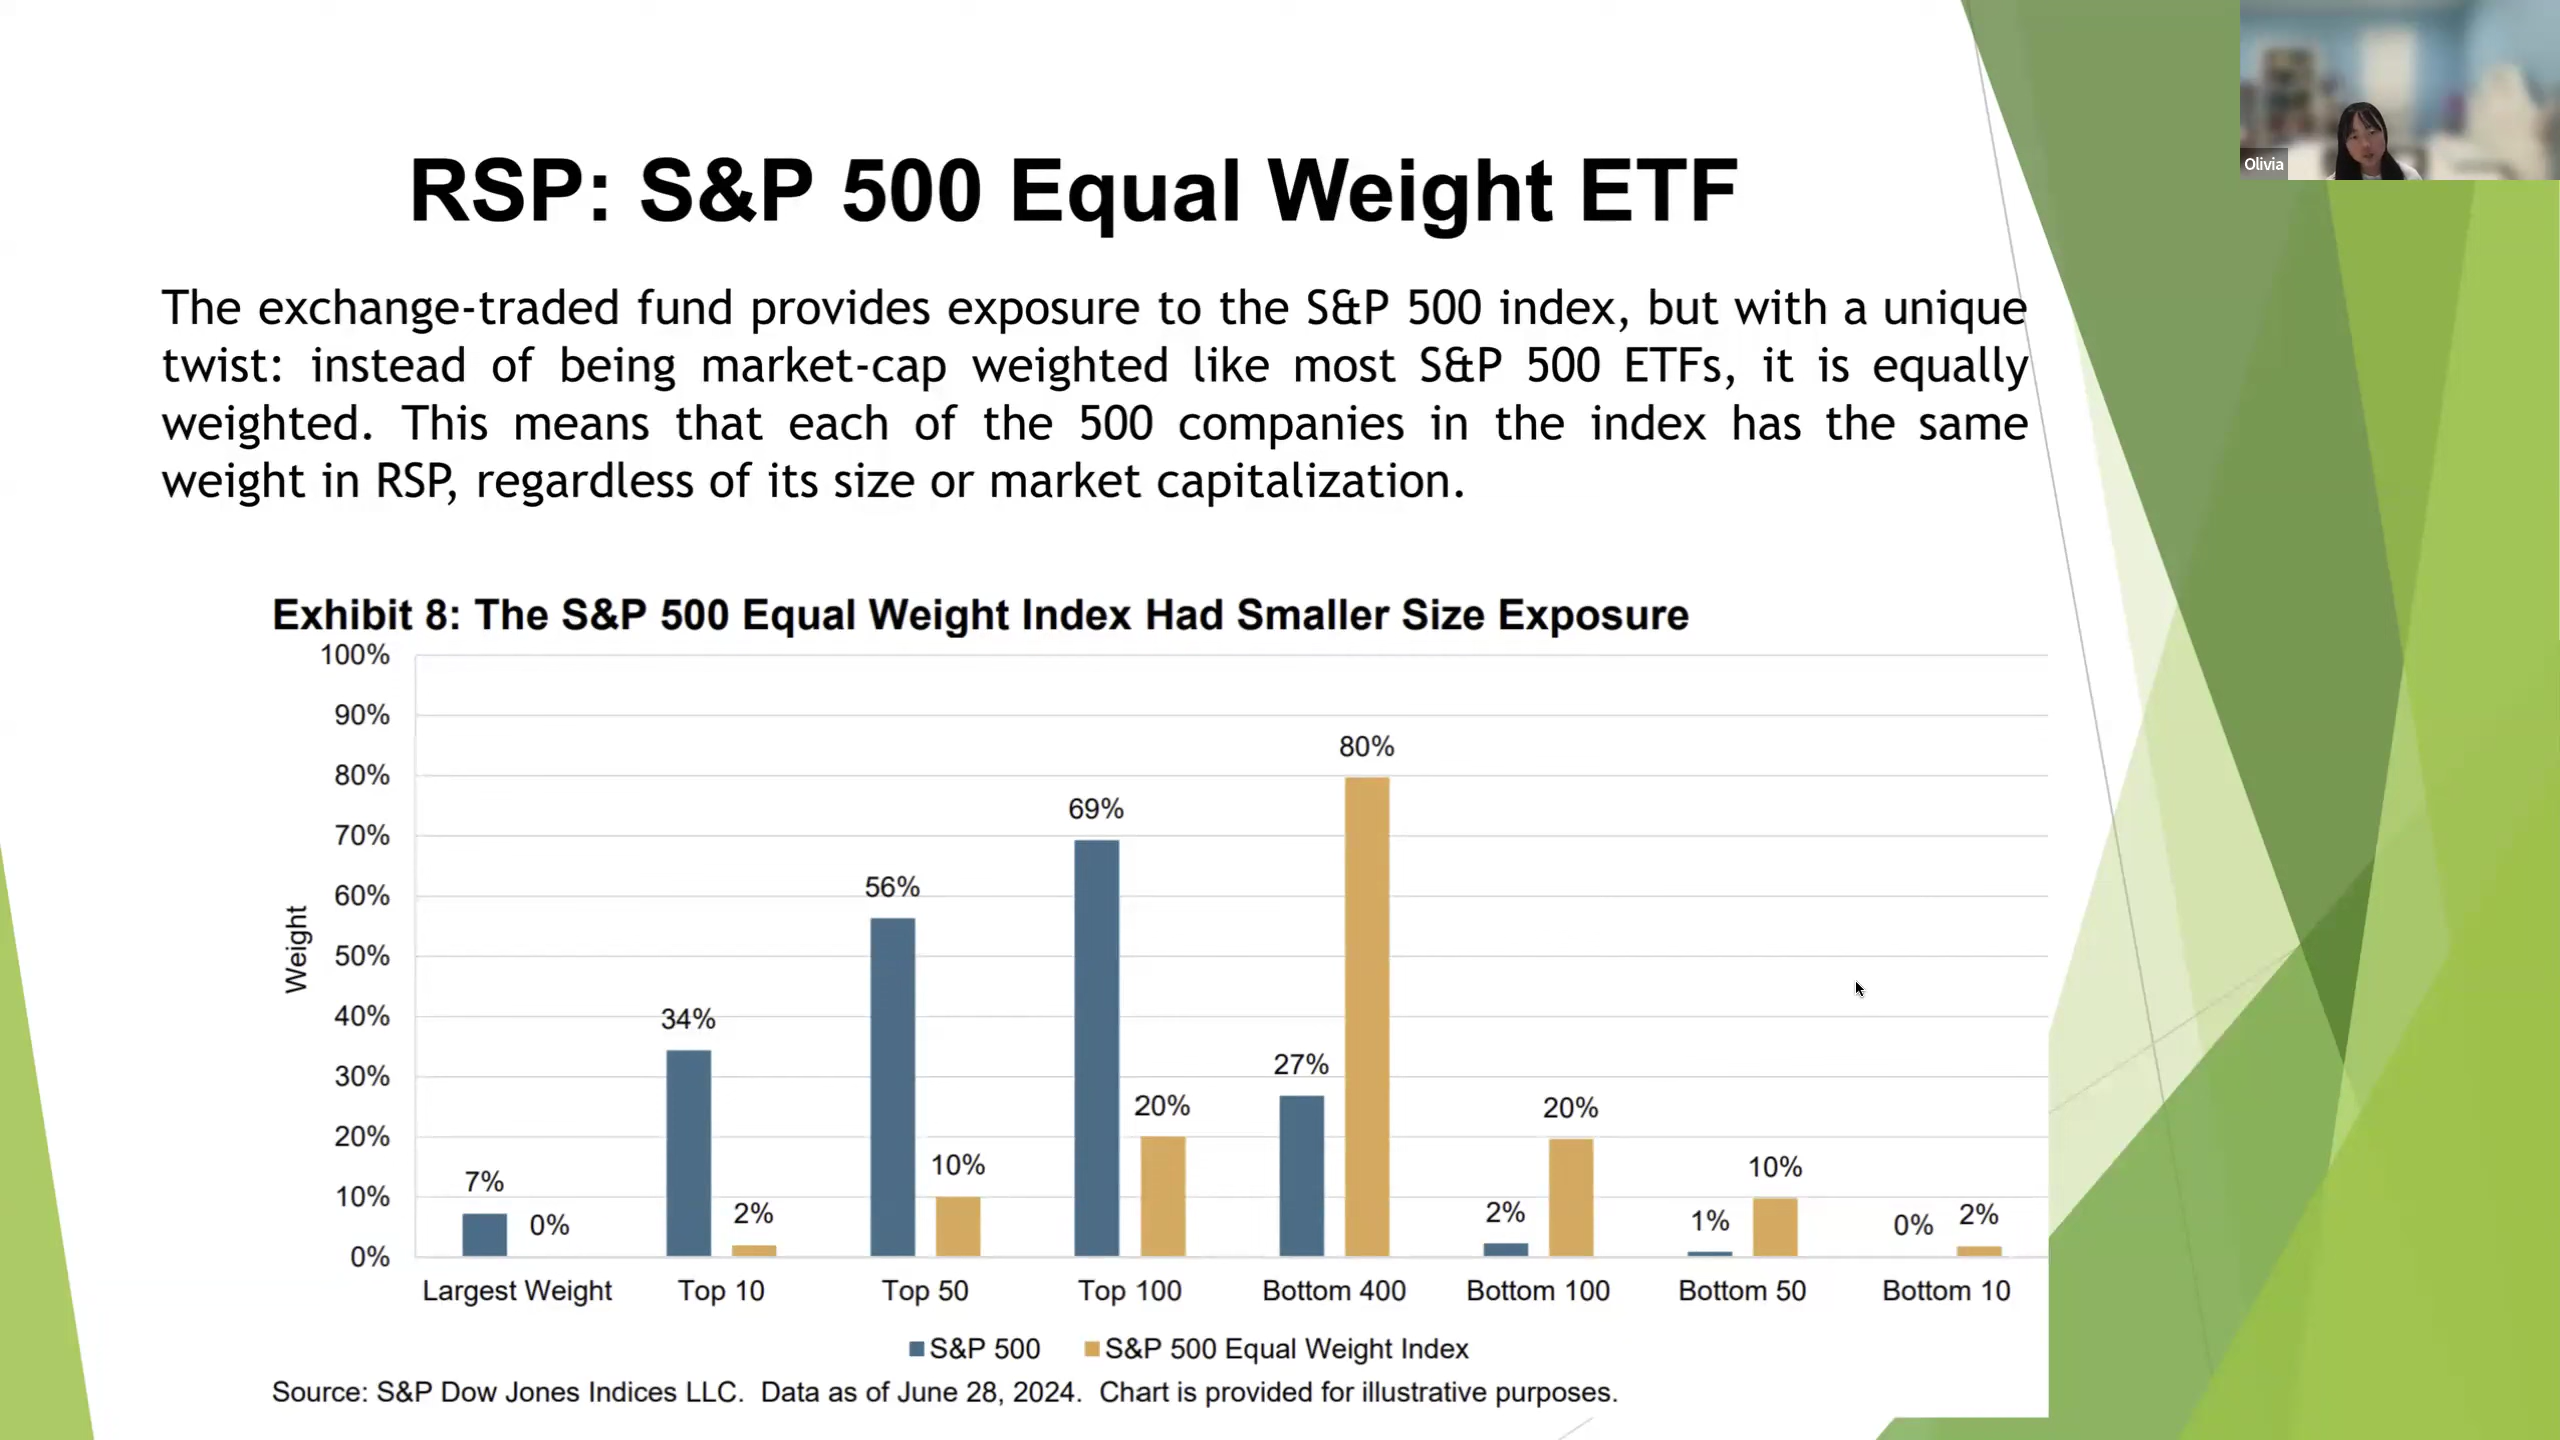 Olivia
RSP: S&P 500 Equal Weight ETF
The exchange-traded fund provides exposure to the S&P 500 index, but with a unique
twist: instead of being market-cap weighted like most S&P 500 ETFs, it is equally
weighted. This means that each of the 500 companies in the index has the same
weight in RSP, regardless of its size or market capitalization.
Exhibit 8: The S&P 500 Equal Weight Index Had Smaller Size Exposure
Weight
100%
90%
80%
70%
60%
50%
40%
30%
20%
10%
0%
7%
0%
34%
2%
56%
10%
69%
20%
27%
80%
2%
20%
1%
10%
0%
2%
Largest Weight Top 10 Top 50 Top 100 Bottom 400 Bottom 100 Bottom 50 Bottom 10
S&P 500 S&P 500 Equal Weight Index
Source: S&P Dow Jones Indices LLC. Data as of June 28, 2024. Chart is provided for illustrative purposes.